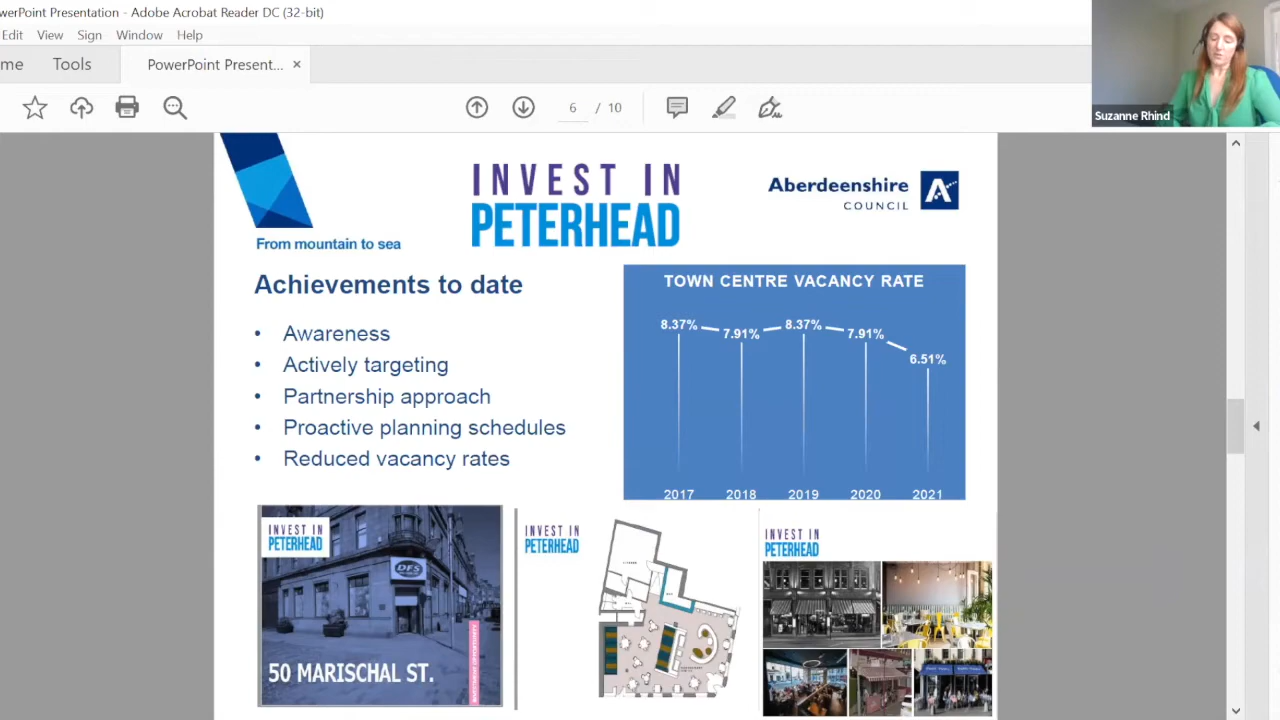 werPoint Presentation - Adobe Acrobat Reader DC (32-bit)
Edit View Sign Window Help
me Tools PowerPoint Present... ×
6 / 10
Suzanne Rhind
INVEST IN
PETERHEAD
Aberdeenshire
COUNCIL
From mountain to sea
Achievements to date
• Awareness
• Actively targeting
• Partnership approach
• Proactive planning schedules
• Reduced vacancy rates
TOWN CENTRE VACANCY RATE
8.37% 7.91% 8.37% 7.91% 6.51%
2017 2018 2019 2020 2021
INVEST IN
PETERHEAD
DFS
50 MARISCHAL ST.
INVEST IN
PETERHEAD
INVEST IN
PETERHEAD